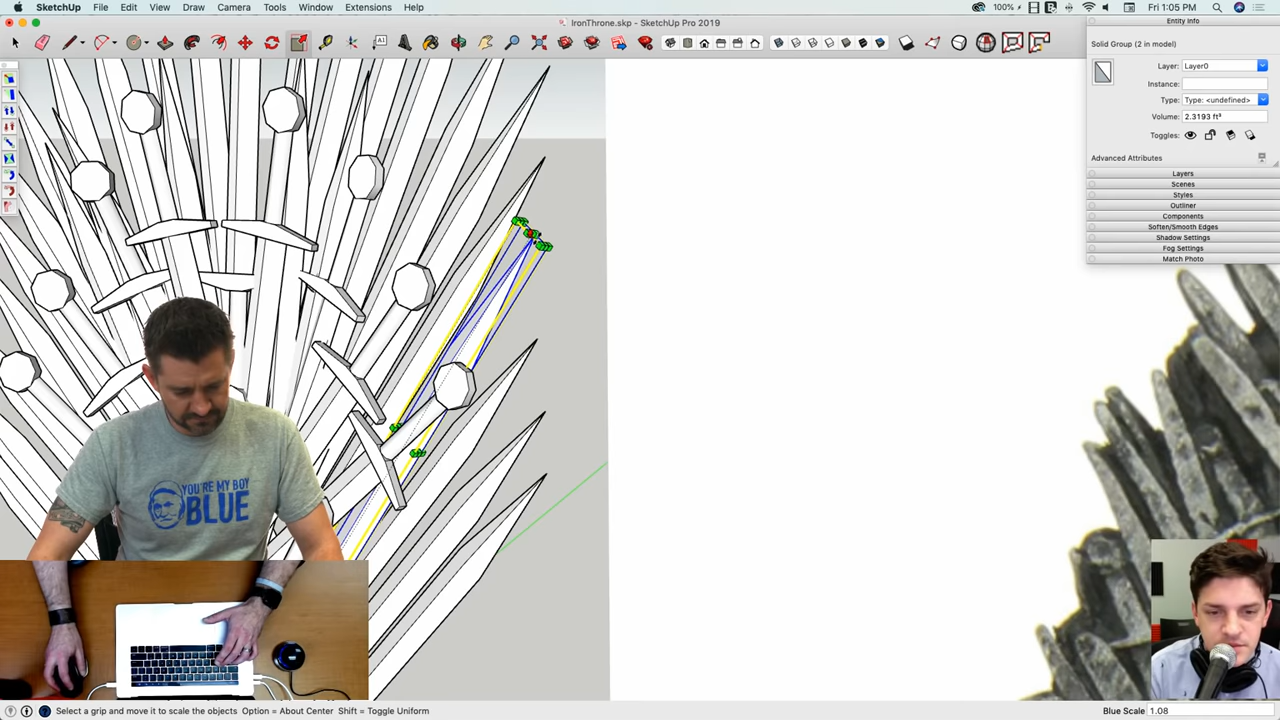 SketchUp File Edit View Draw Camera Tools Window Extensions Help
100% Fri 1:05 PM
IronThrone.skp - SketchUp Pro 2019
Entity Info
Solid Group (2 in model)
Layer: Layer0
Instance:
Type: Type: <undefined>
Volume: 2.3193 ft³
Toggles:
Advanced Attributes
Layers
Scenes
Styles
Outliner
Components
Soften/Smooth Edges
Shadow Settings
Fog Settings
Match Photo
YOU'RE MY BOY
BLUE
Select a grip and move it to scale the objects Option = About Center Shift = Toggle Uniform
Blue Scale 1.08